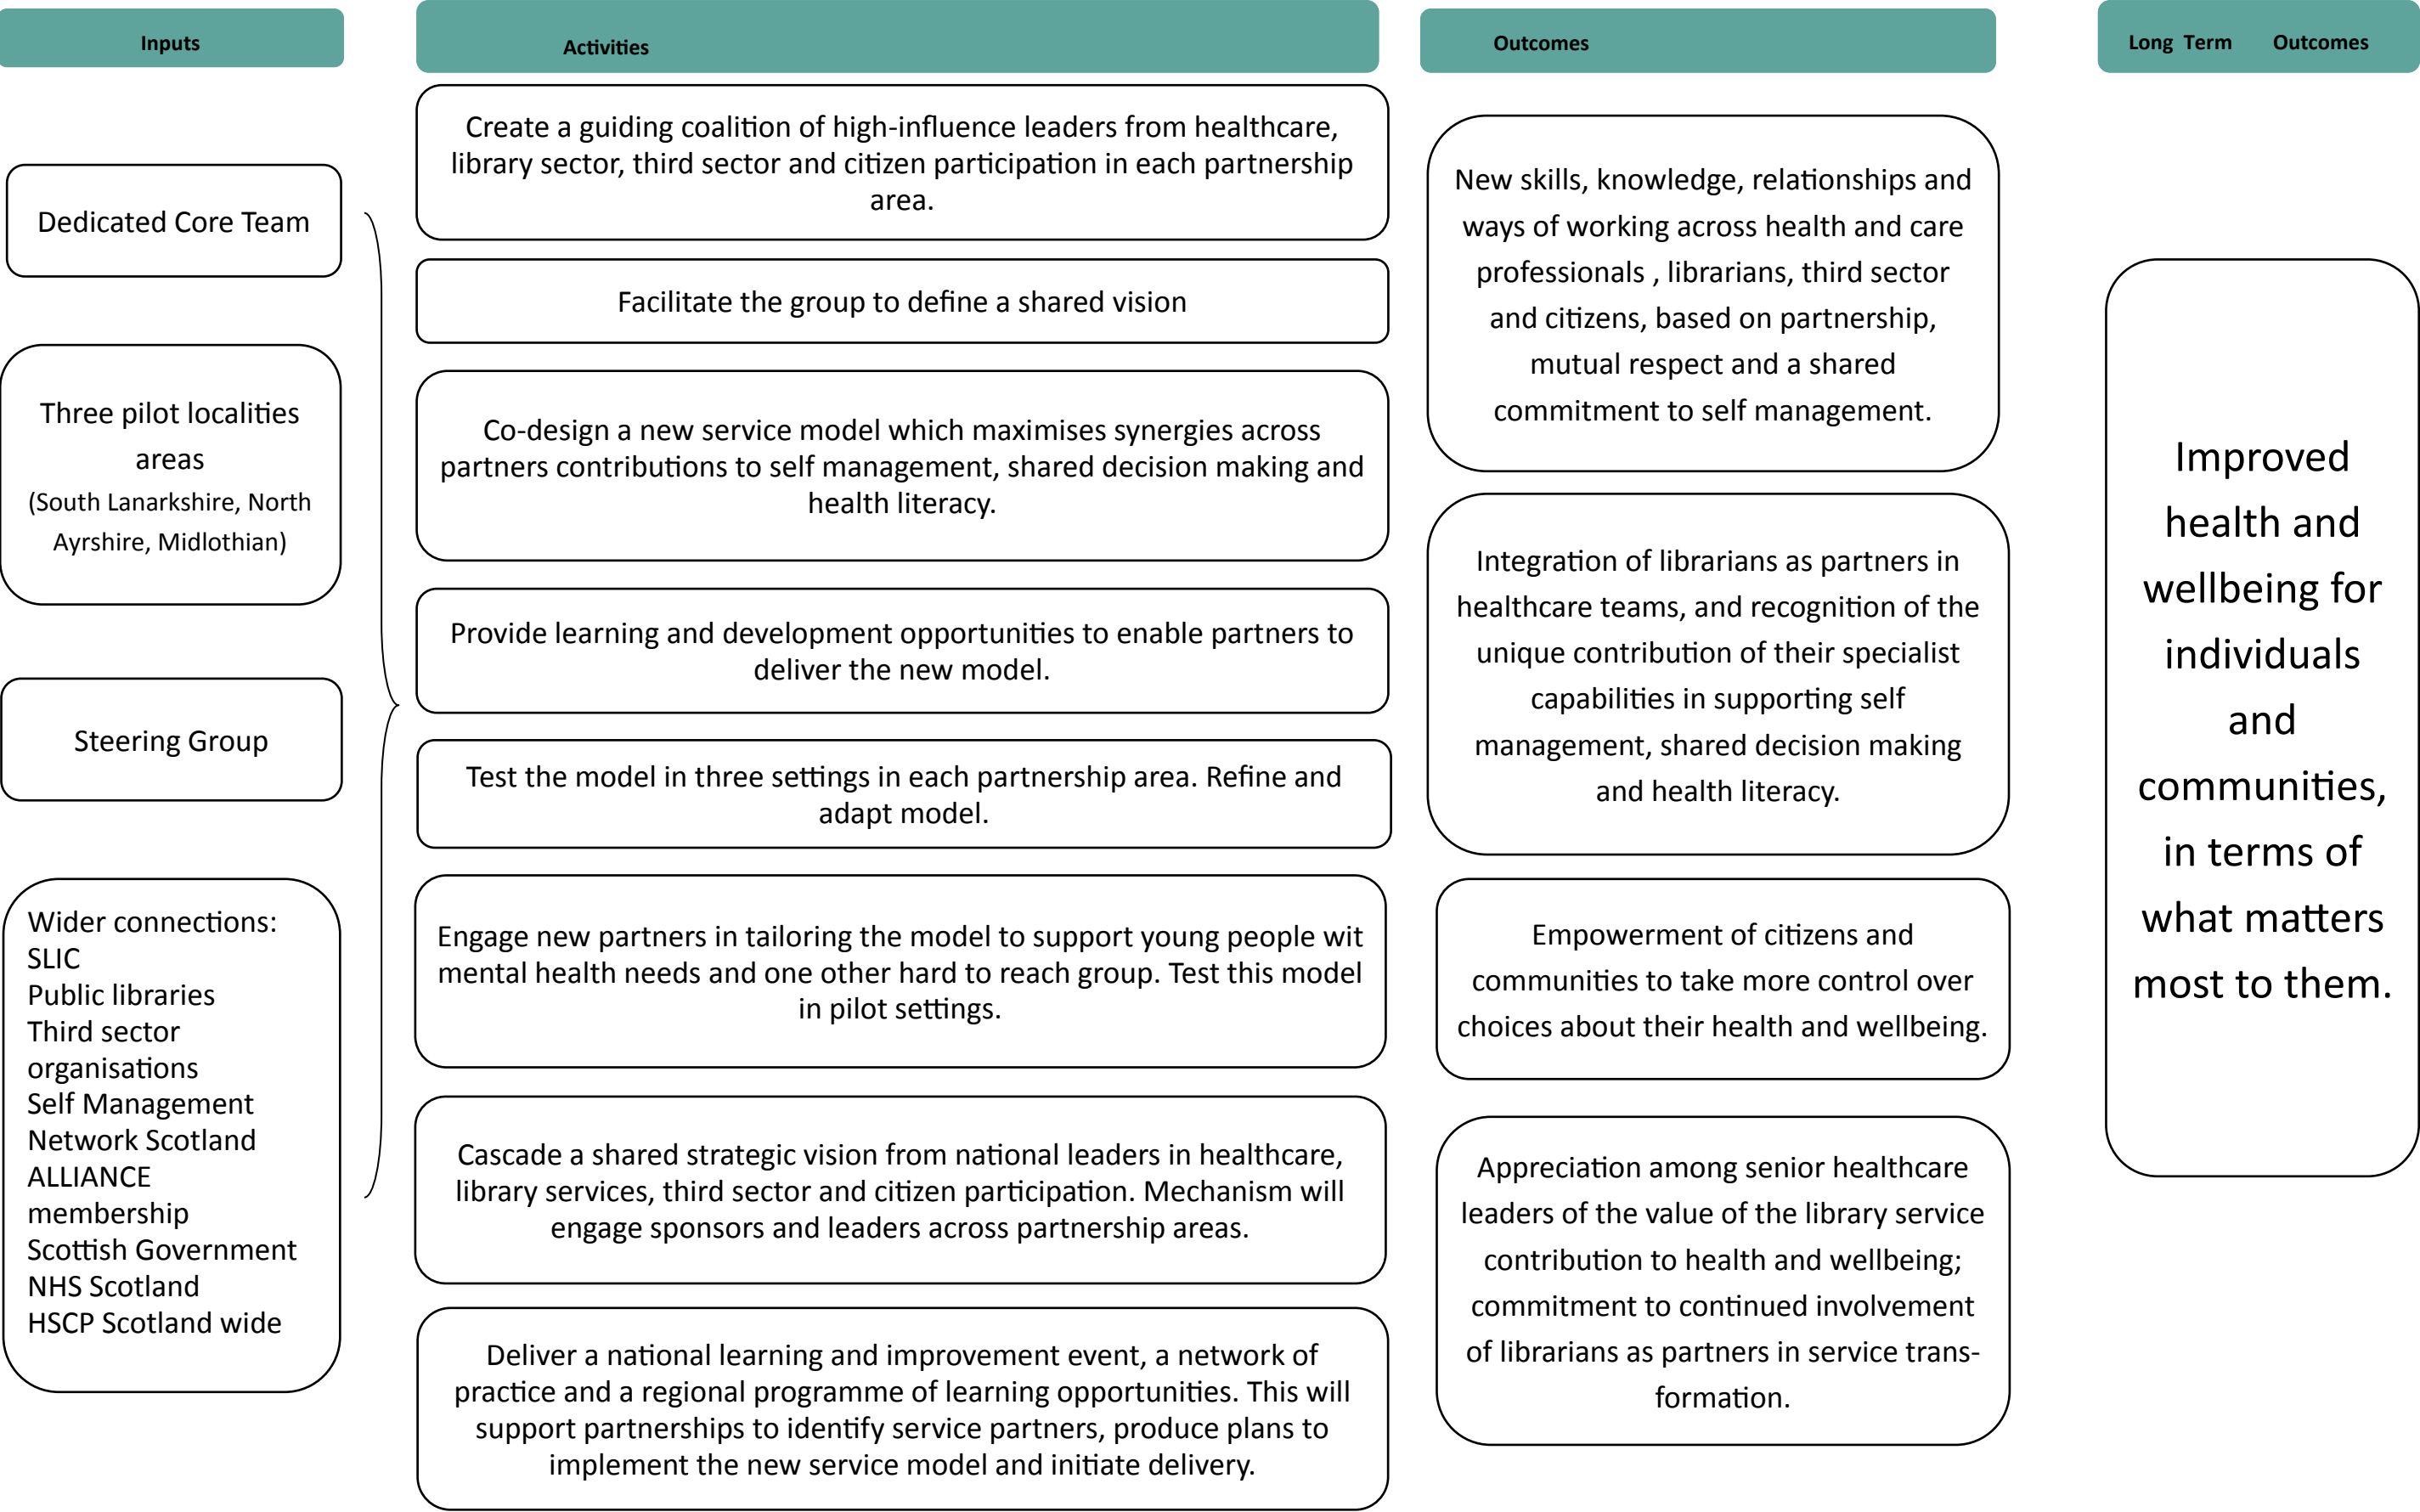 Inputs
Activities
Outcomes
Long Term Outcomes
Dedicated Core Team
Three pilot localities
areas
(South Lanarkshire, North
Ayrshire, Midlothian)
Steering Group
Wider connections:
SLIC
Public libraries
Third sector
organisations
Self Management
Network Scotland
ALLIANCE
membership
Scottish Government
NHS Scotland
HSCP Scotland wide
Create a guiding coalition of high-influence leaders from healthcare,
library sector, third sector and citizen participation in each partnership
area.
Facilitate the group to define a shared vision
Co-design a new service model which maximises synergies across
partners contributions to self management, shared decision making and
health literacy.
Provide learning and development opportunities to enable partners to
deliver the new model.
Test the model in three settings in each partnership area. Refine and
adapt model.
Engage new partners in tailoring the model to support young people wit
mental health needs and one other hard to reach group. Test this model
in pilot settings.
Cascade a shared strategic vision from national leaders in healthcare,
library services, third sector and citizen participation. Mechanism will
engage sponsors and leaders across partnership areas.
Deliver a national learning and improvement event, a network of
practice and a regional programme of learning opportunities. This will
support partnerships to identify service partners, produce plans to
implement the new service model and initiate delivery.
New skills, knowledge, relationships and
ways of working across health and care
professionals , librarians, third sector
and citizens, based on partnership,
mutual respect and a shared
commitment to self management.
Integration of librarians as partners in
healthcare teams, and recognition of the
unique contribution of their specialist
capabilities in supporting self
management, shared decision making
and health literacy.
Empowerment of citizens and
communities to take more control over
choices about their health and wellbeing.
Appreciation among senior healthcare
leaders of the value of the library service
contribution to health and wellbeing;
commitment to continued involvement
of librarians as partners in service trans-
formation.
Improved
health and
wellbeing for
individuals
and
communities,
in terms of
what matters
most to them.